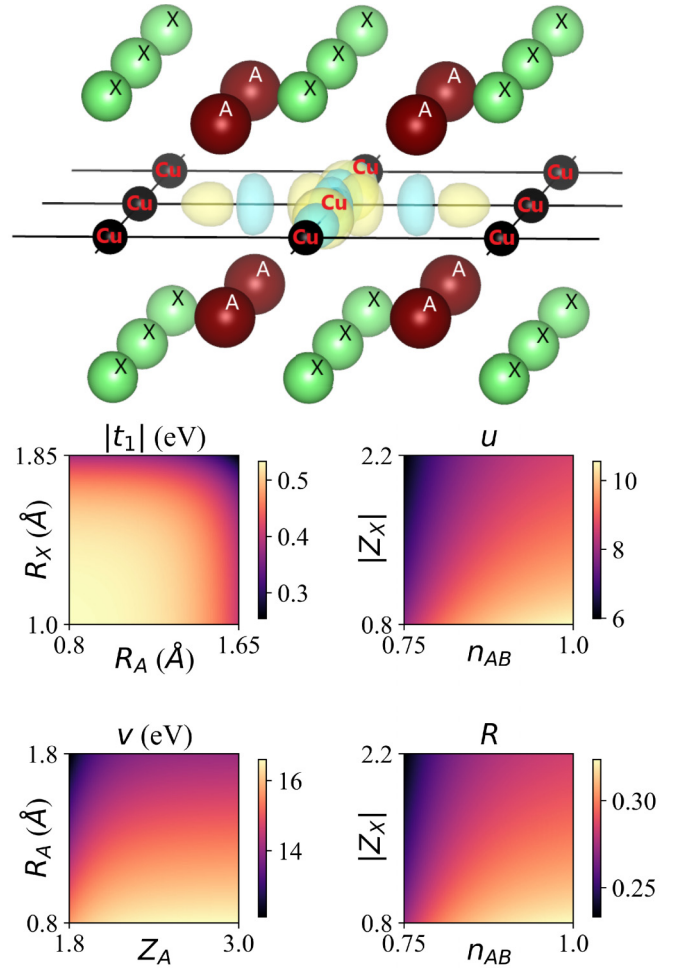 X X X
X A X A X
X A X A X
Cu Cu Cu
Cu Cu Cu
Cu Cu Cu
A A
X A X A X
X X X
X X X
|t₁| (eV)
1.85
R_X (Å)
1.0
0.8
R_A (Å)
1.65
0.5
0.4
0.3
u
2.2
|Z_X|
0.8
0.75
n_AB
1.0
10
8
6
v (eV)
1.8
R_A (Å)
0.8
1.8
Z_A
3.0
16
14
R
2.2
|Z_X|
0.8
0.75
n_AB
1.0
0.30
0.25